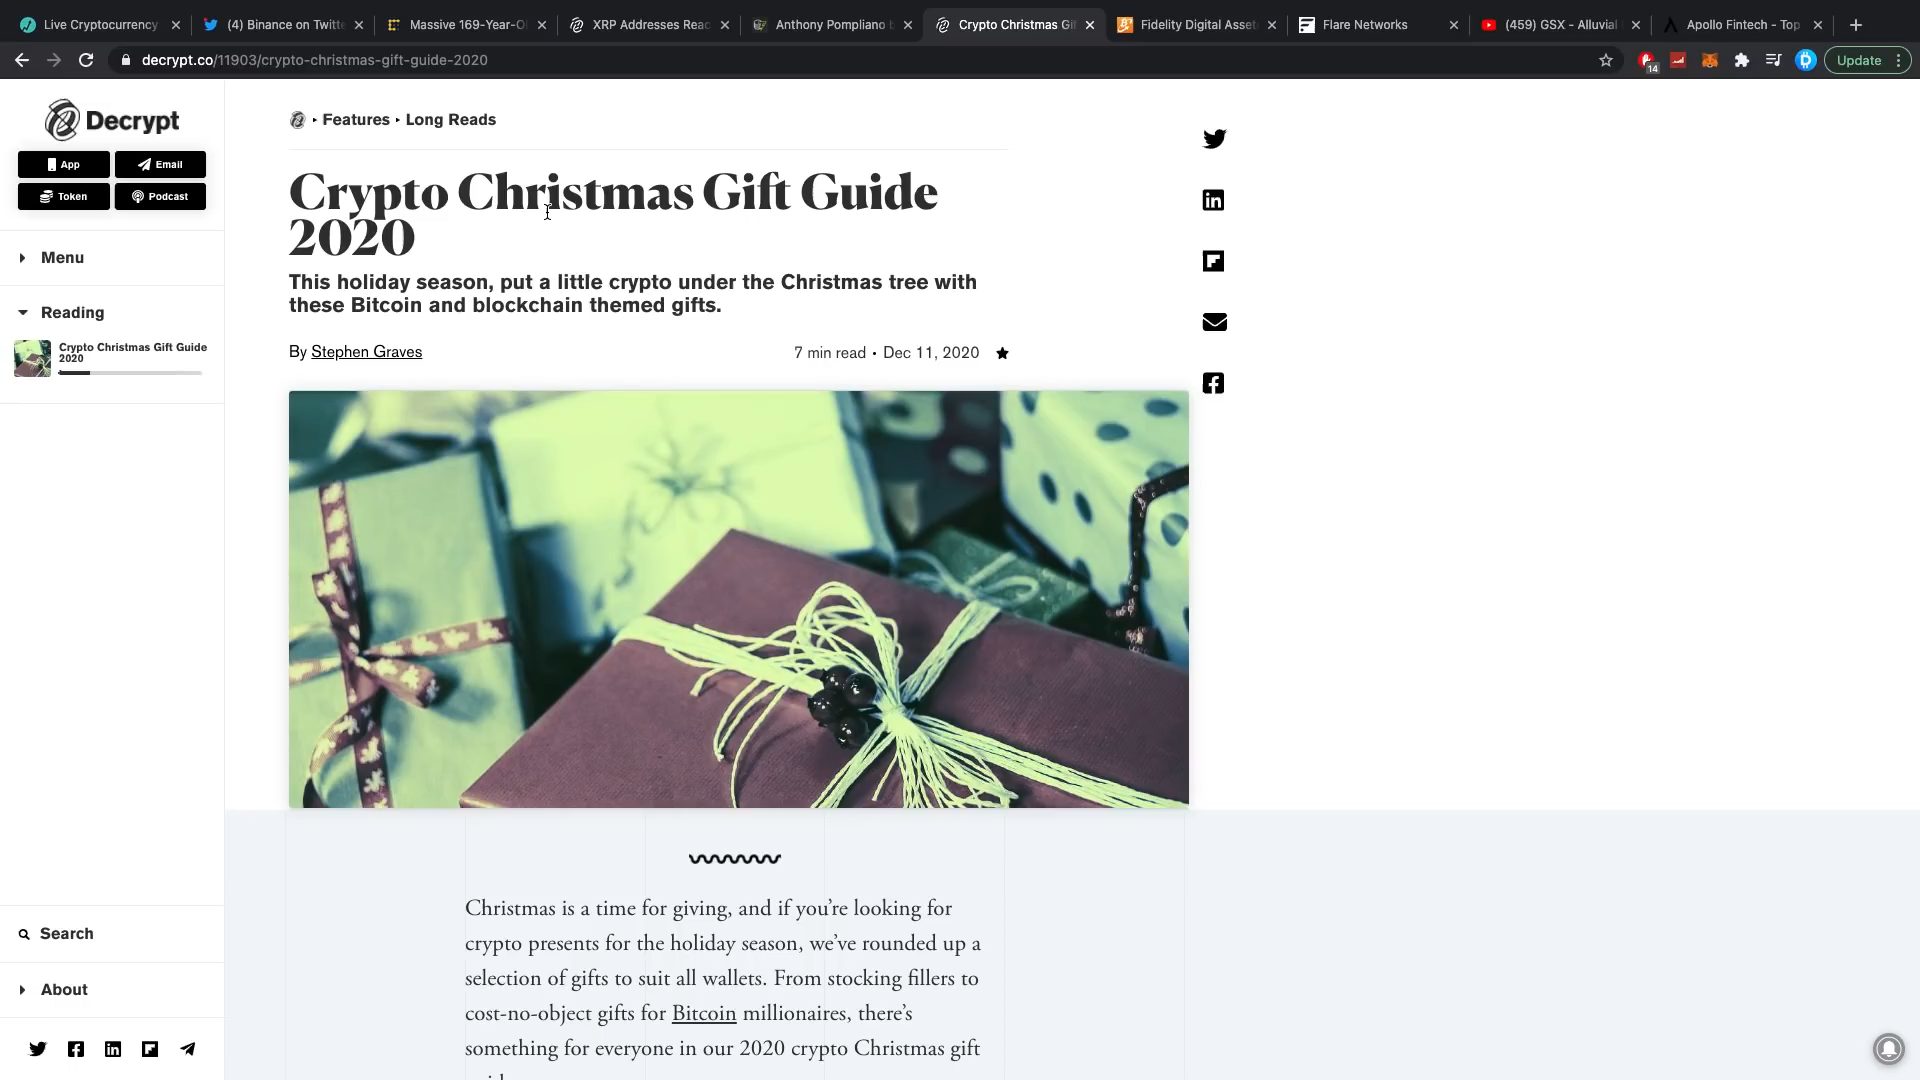 Live Cryptocurrency
(4) Binance on Twitte
Massive 169-Year-Ol
XRP Addresses Reac
Anthony Pompliano b
Crypto Christmas Gif
Fidelity Digital Asset
Flare Networks
(459) GSX - Alluvial
Apollo Fintech - Top
decrypt.co/11903/crypto-christmas-gift-guide-2020
14
Update
Decrypt
App
Email
Token
Podcast
Menu
Reading
Crypto Christmas Gift Guide
2020
Features
Long Reads
Crypto Christmas Gift Guide
2020
This holiday season, put a little crypto under the Christmas tree with
these Bitcoin and blockchain themed gifts.
By Stephen Graves
7 min read • Dec 11, 2020
Christmas is a time for giving, and if you’re looking for
crypto presents for the holiday season, we’ve rounded up a
selection of gifts to suit all wallets. From stocking fillers to
cost-no-object gifts for Bitcoin millionaires, there’s
something for everyone in our 2020 crypto Christmas gift
Search
About